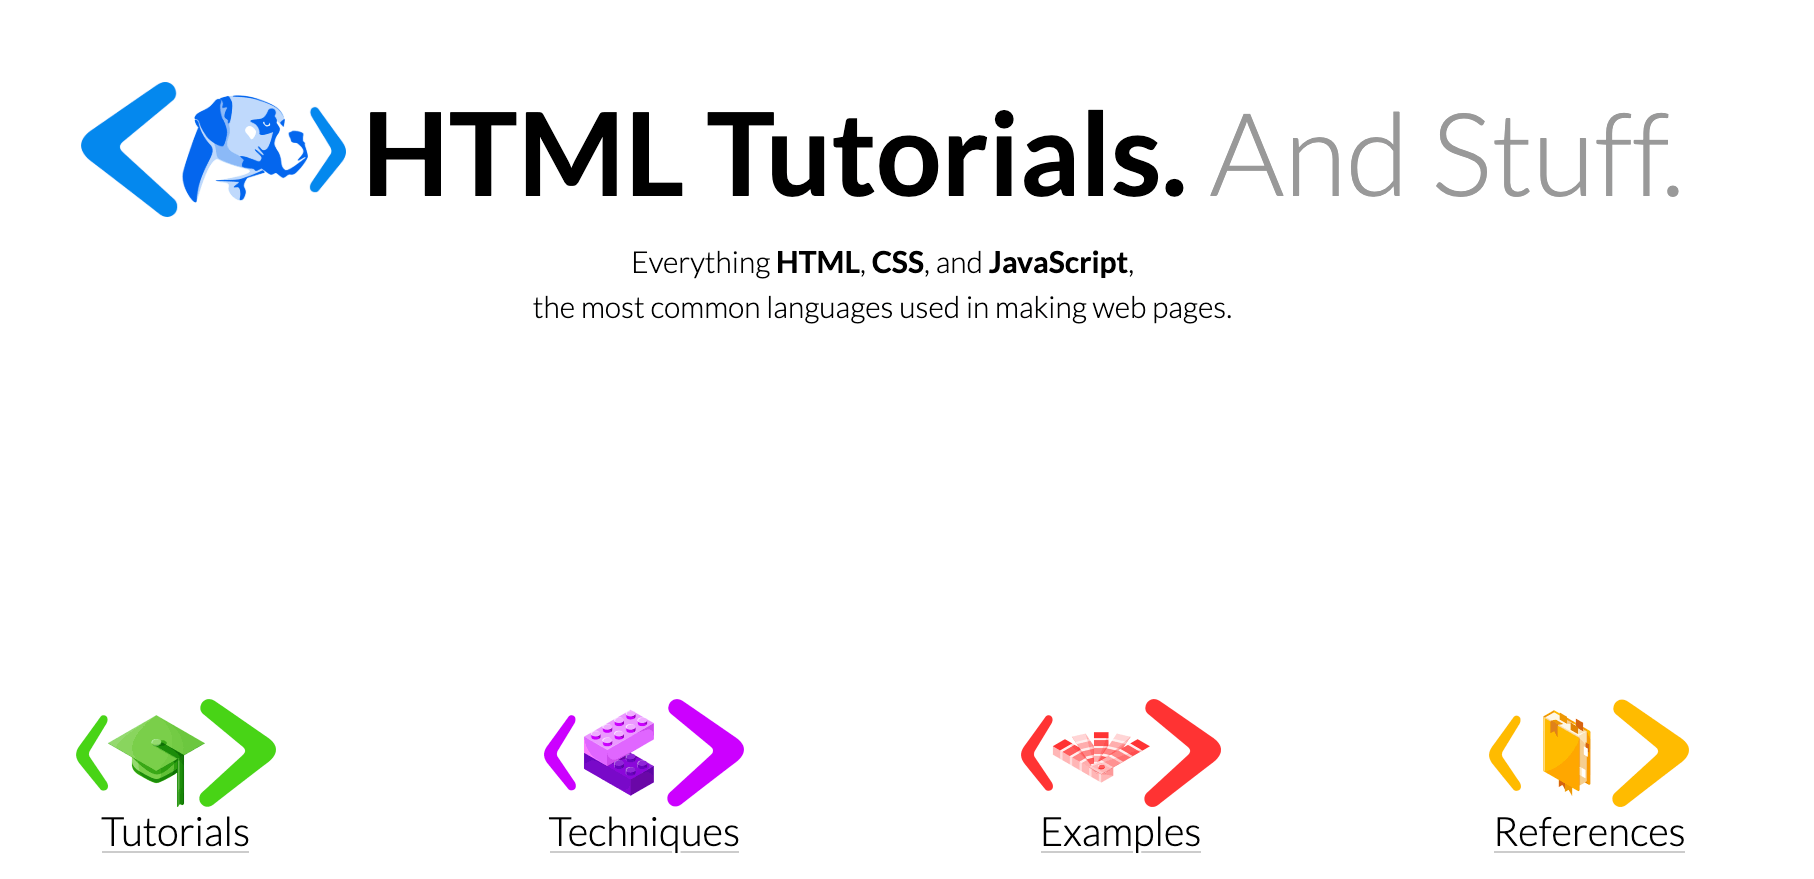 HTML Tutorials. And Stuff.
Everything HTML, CSS, and JavaScript,
the most common languages used in making web pages.
Tutorials
Techniques
Examples
References